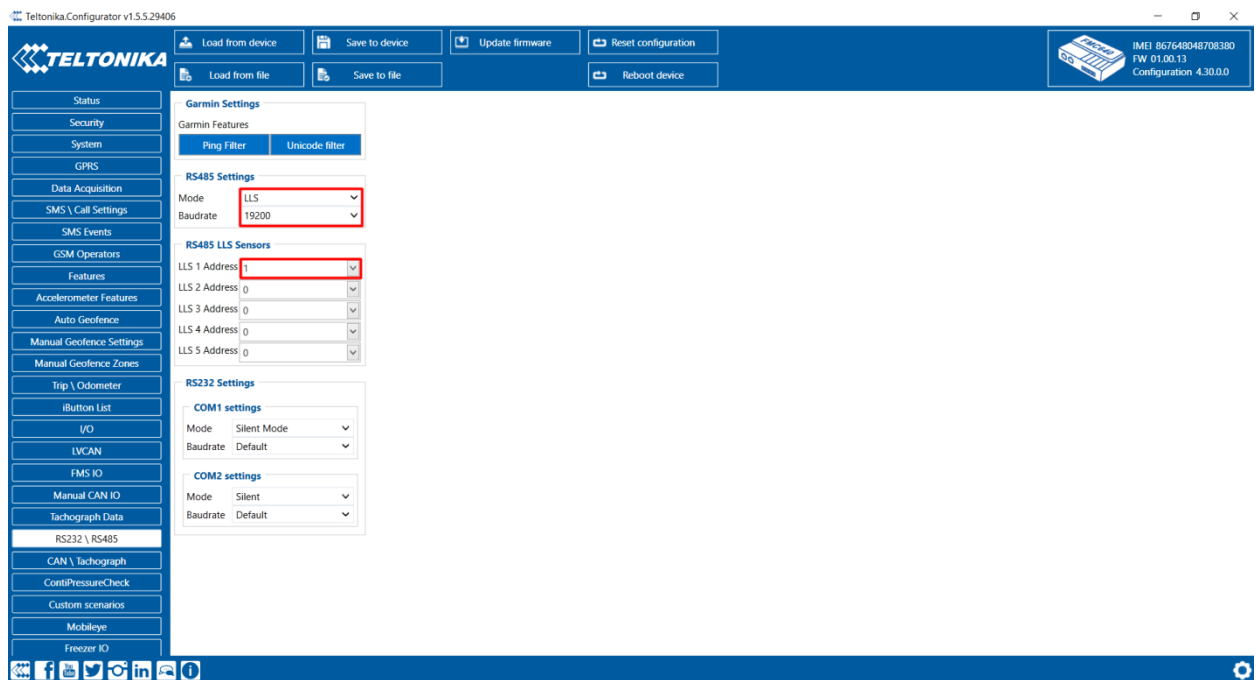 Teltonika.Configurator v1.5.5.29406
TELTONIKA
Load from device
Save to device
Update firmware
Reset configuration
Load from file
Save to file
Reboot device
FMC640
IMEI 867648048708380
FW 01.00.13
Configuration 4.30.0.0
Status
Security
System
GPRS
Data Acquisition
SMS \ Call Settings
SMS Events
GSM Operators
Features
Accelerometer Features
Auto Geofence
Manual Geofence Settings
Manual Geofence Zones
Trip \ Odometer
iButton List
I/O
LVCAN
FMS IO
Manual CAN IO
Tachograph Data
RS232 \ RS485
CAN \ Tachograph
ContiPressureCheck
Custom scenarios
Mobileye
Freezer IO
Garmin Settings
Garmin Features
Ping Filter Unicode filter
RS485 Settings
Mode LLS
Baudrate 19200
RS485 LLS Sensors
LLS 1 Address 1
LLS 2 Address 0
LLS 3 Address 0
LLS 4 Address 0
LLS 5 Address 0
RS232 Settings
COM1 settings
Mode Silent Mode
Baudrate Default
COM2 settings
Mode Silent
Baudrate Default